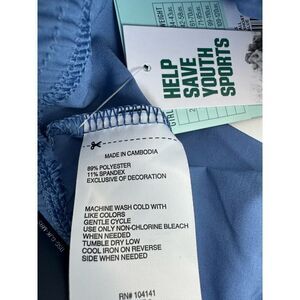 HELP
SAVE
YOUTH
SPORTS
MADE IN CAMBODIA
89% POLYESTER
11% SPANDEX
EXCLUSIVE OF DECORATION
MACHINE WASH COLD WITH
LIKE COLORS
GENTLE CYCLE
USE ONLY NON-CHLORINE BLEACH
WHEN NEEDED
TUMBLE DRY LOW
COOL IRON ON REVERSE
SIDE WHEN NEEDED
RN# 104141